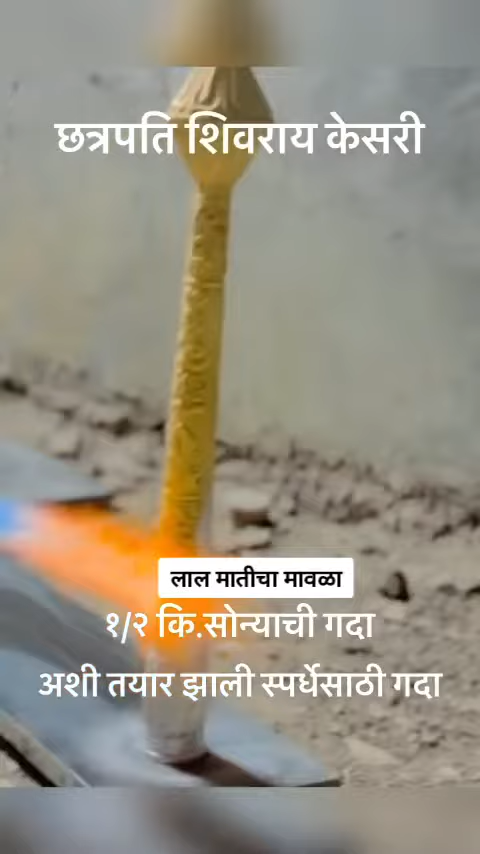 छत्रपति शिवराय केसरी
लाल मातीचा मावळा
१/२ कि.सोन्याची गदा
अशी तयार झाली स्पर्धेसाठी गदा